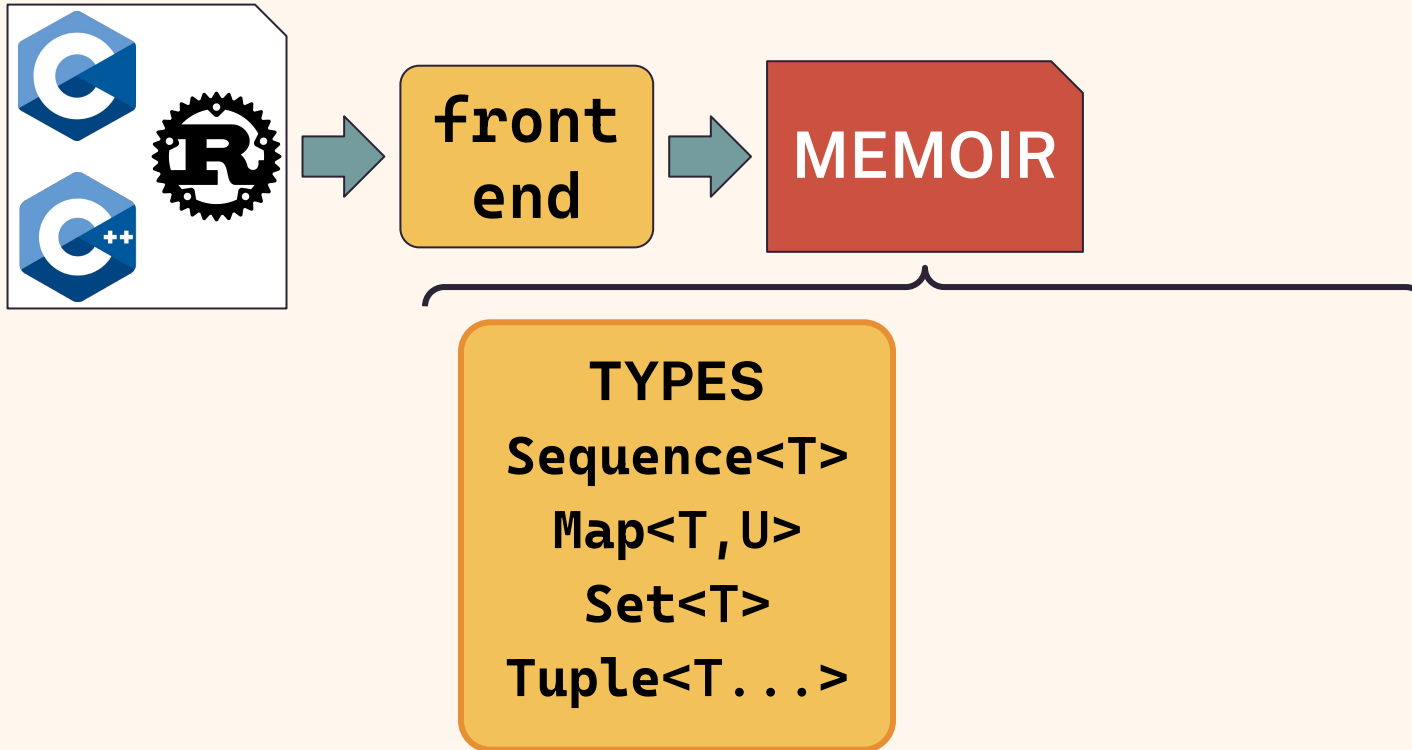 C
R
C++
front
end
MEMOIR
TYPES
Sequence<T>
Map<T,U>
Set<T>
Tuple<T...>